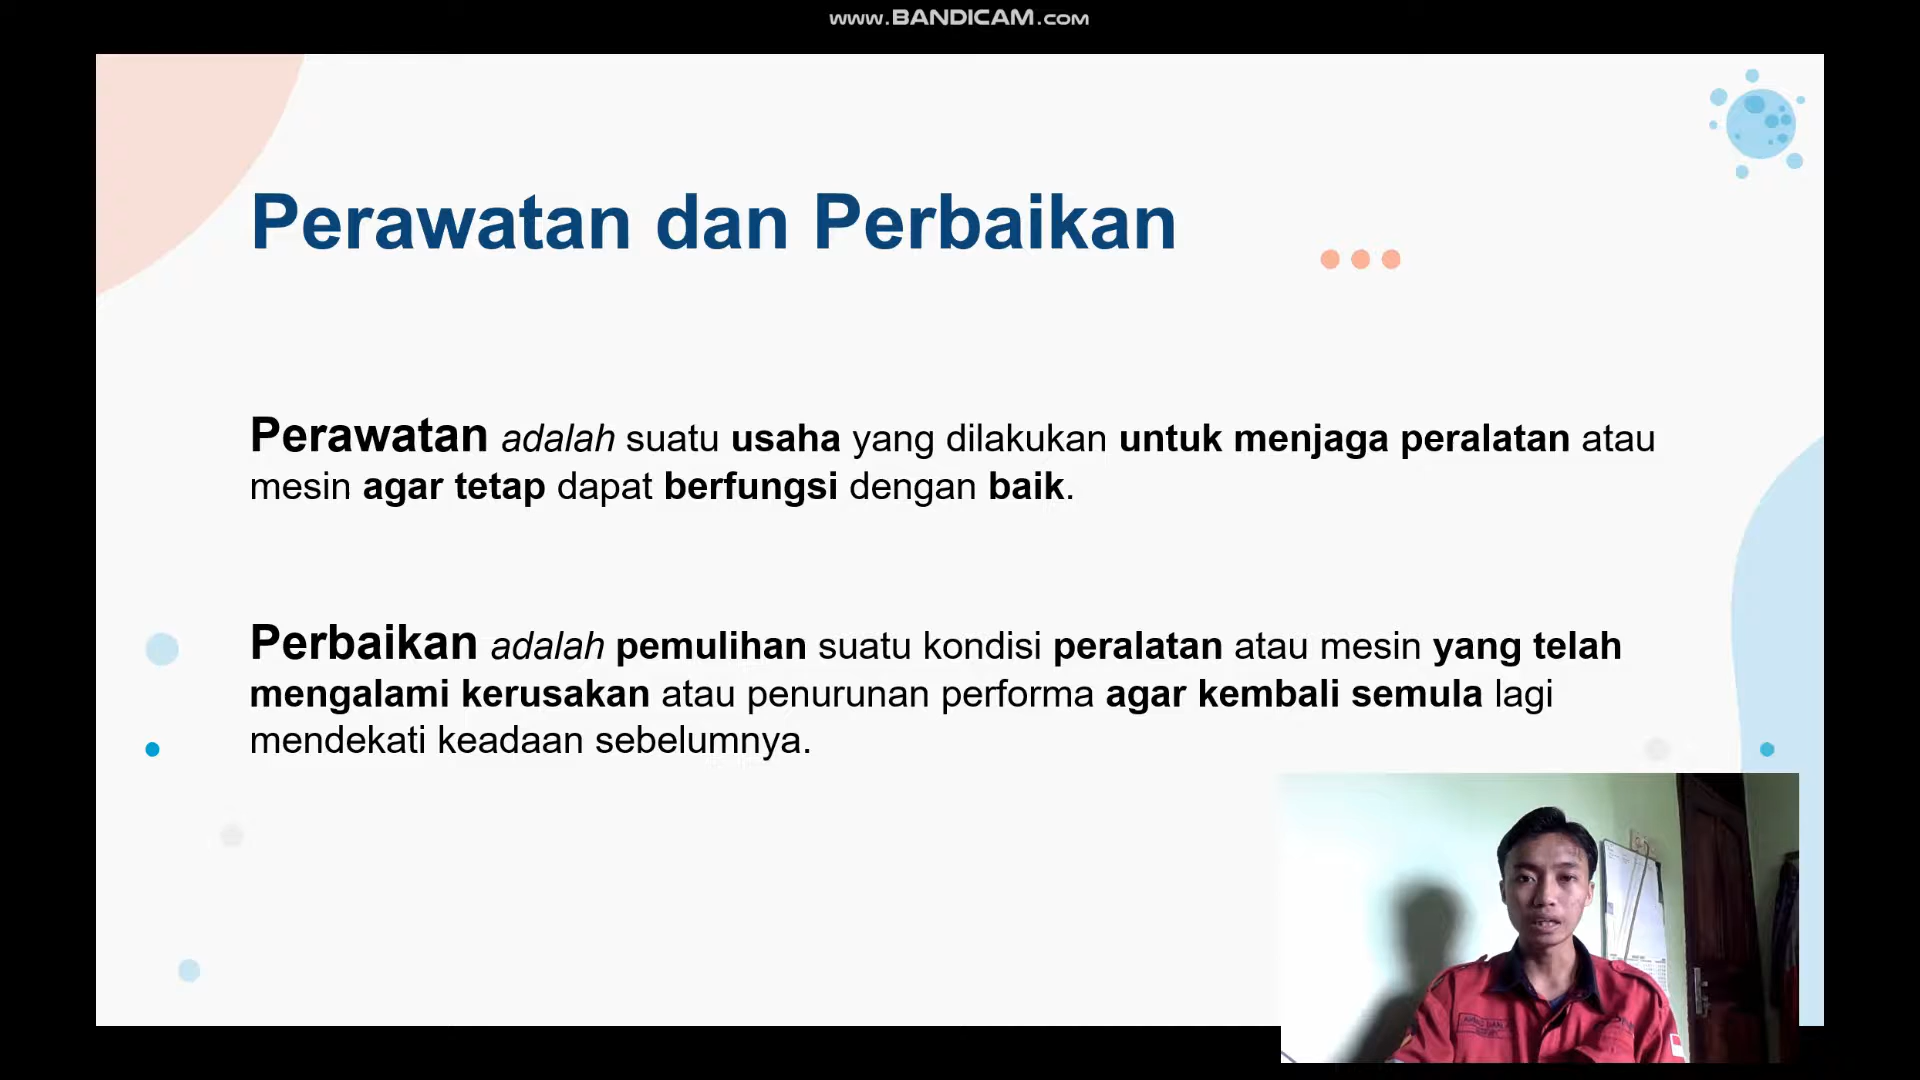 www.BANDICAM.com
Perawatan dan Perbaikan
Perawatan adalah suatu usaha yang dilakukan untuk menjaga peralatan atau
mesin agar tetap dapat berfungsi dengan baik.
Perbaikan adalah pemulihan suatu kondisi peralatan atau mesin yang telah
mengalami kerusakan atau penurunan performa agar kembali semula lagi
mendekati keadaan sebelumnya.